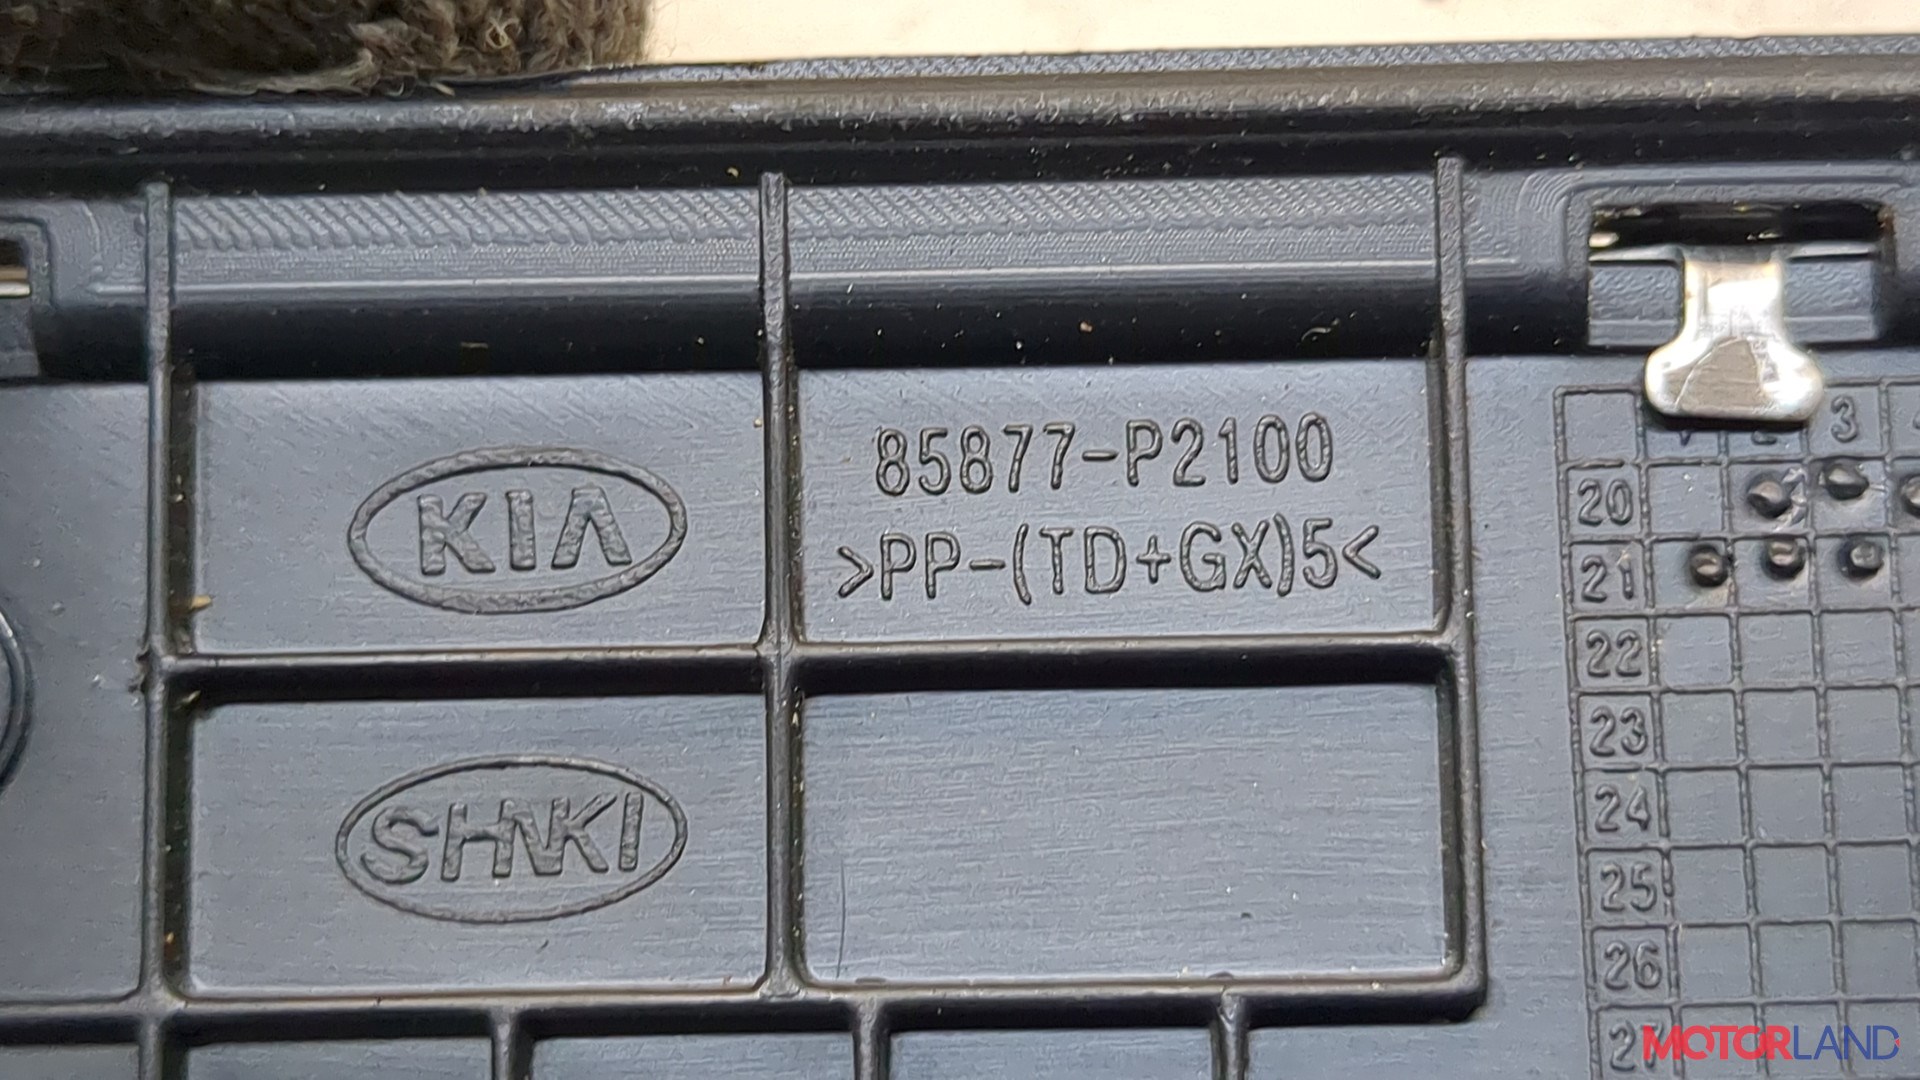 KIA
85877-P2100
>PP-(TD+GX)5<
SHNKI
3
20
21
22
23
24
25
26
MOTORLAND